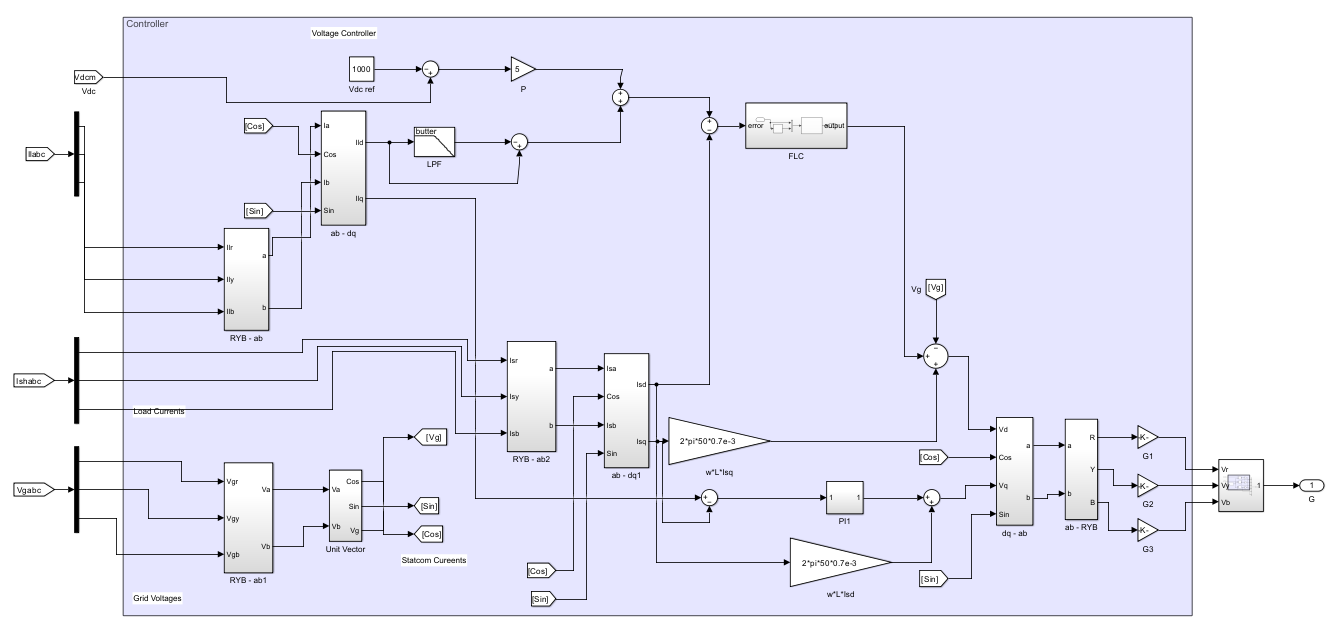 Controller
Voltage Controller
Vdcm
Vdc
1000
Vdc ref
5
P
[Cos]
Ia
Cos
Ib
Sin
Ild
Ilq
ab - dq
[Sin]
butter
LPF
error
output
FLC
Ilabc
Ilr
Ily
Ilb
a
b
RYB - ab
Vg
[Vg]
Ishabc
Load Currents
Isr
Isy
Isb
a
b
RYB - ab2
Isa
Cos
Isb
Sin
Isd
Isq
ab - dq1
2*pi*50*0.7e-3
w*L*Isq
Vgabc
Vgr
Vgy
Vgb
Va
Vb
RYB - ab1
Va
Vb
Cos
Sin
Vg
Unit Vector
[Vg]
[Sin]
[Cos]
Statcom Cureents
Grid Voltages
[Cos]
[Sin]
1
1
PI1
2*pi*50*0.7e-3
w*L*Isd
[Cos]
[Sin]
Vd
Cos
Vq
Sin
a
b
dq - ab
a
b
R
Y
B
ab - RYB
-K-
G1
-K-
G2
-K-
G3
Vr
Vy
Vb
1
1
G